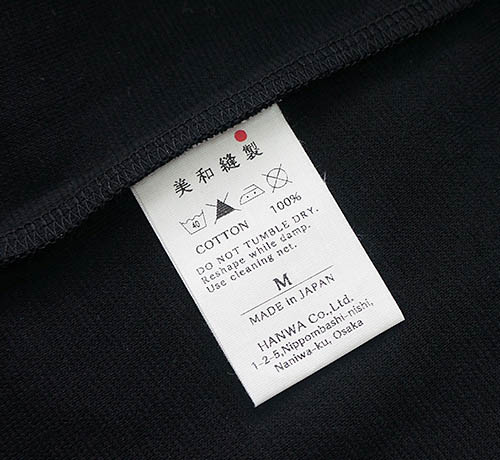 美和縫製
40
COTTON 100%
DO NOT TUMBLE DRY.
Reshape while damp.
Use cleaning net.
M
MADE IN JAPAN
HANWA Co.,Ltd.
1-2-5,Nippombashi-nishi,
Naniwa-ku, Osaka